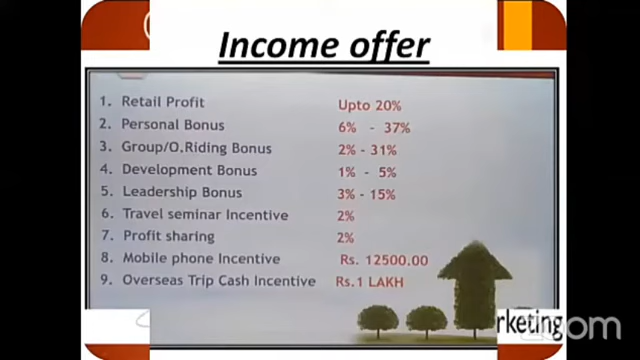 Income offer
1. Retail Profit Upto 20%
2. Personal Bonus 6% - 37%
3. Group/O.Riding Bonus 2% - 31%
4. Development Bonus 1% - 5%
5. Leadership Bonus 3% - 15%
6. Travel seminar Incentive 2%
7. Profit sharing 2%
8. Mobile phone Incentive Rs. 12500.00
9. Overseas Trip Cash Incentive Rs.1 LAKH
rketing
zoom